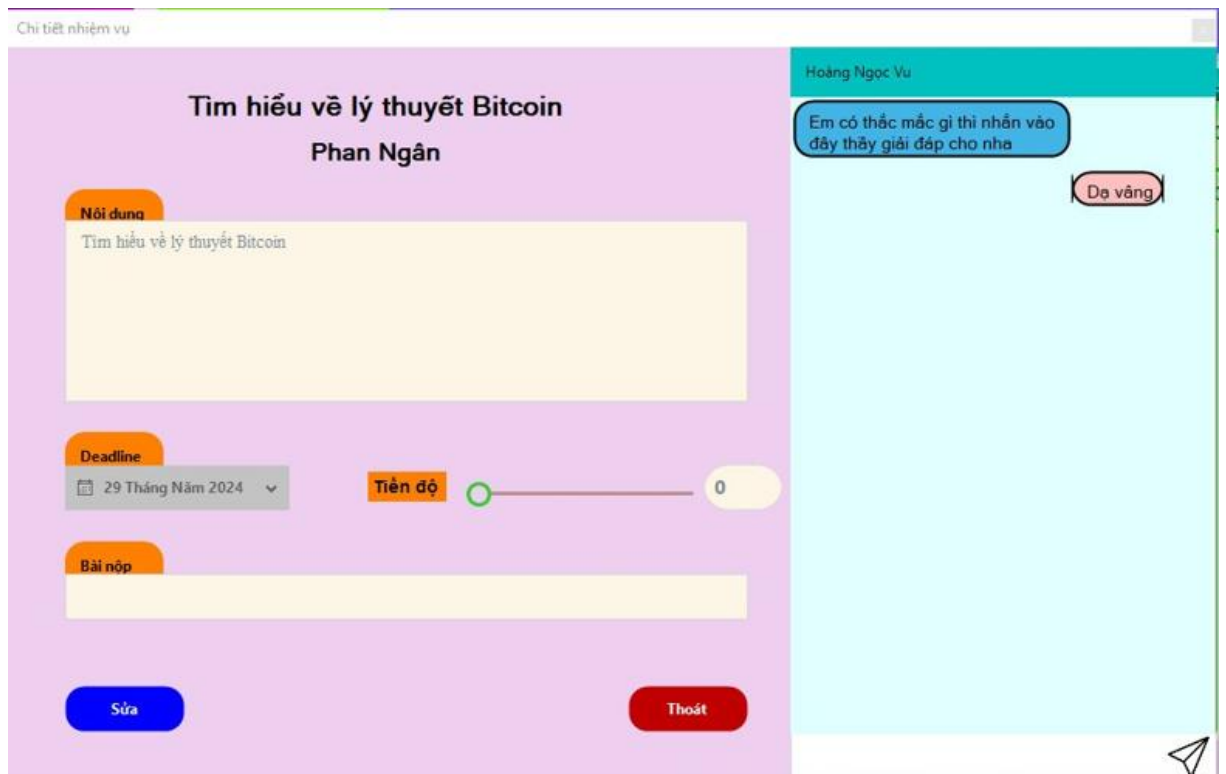 Chi tiết nhiệm vụ
Tìm hiểu về lý thuyết Bitcoin
Phan Ngân
Nội dung
Tìm hiểu về lý thuyết Bitcoin
Deadline
29 Tháng Năm 2024
Tiến độ
0
Bài nộp
Sửa
Thoát
Hoàng Ngọc Vu
Em có thắc mắc gì thì nhắn vào
đây thầy giải đáp cho nha
Dạ vâng